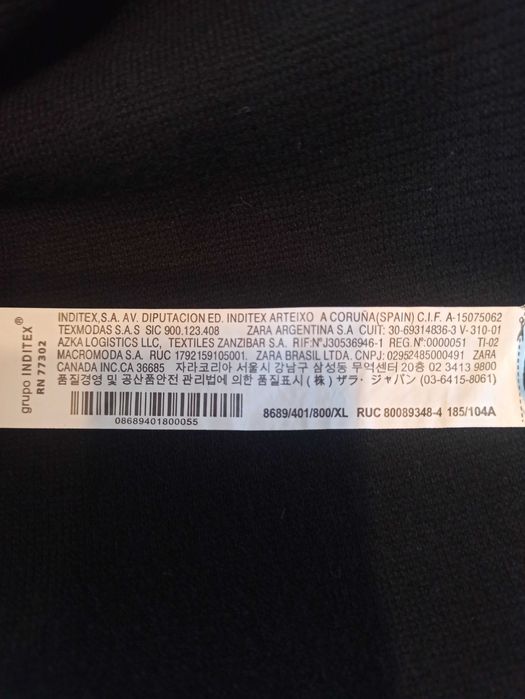 grupo INDITEX®
RN 77302
INDITEX,S.A. AV. DIPUTACION ED. INDITEX ARTEIXO A CORUÑA(SPAIN) C.I.F. A-15075062
TEXMODAS S.A.S SIC 900.123.408 ZARA ARGENTINA S.A CUIT: 30-69314836-3 V-310-01
AZKA LOGISTICS LLC, TEXTILES ZANZIBAR S.A. RIF:NºJ30536946-1 REG.Nº:0000051 TI-02
MACROMODA S.A. RUC 1792159105001. ZARA BRASIL LTDA. CNPJ: 02952485000491 ZARA
CANADA INC.CA 36685 자라코리아 서울시 강남구 삼성동 무역센터 20층 02 3413 9800
품질경영 및 공산품안전 관리법에 의한 품질표시 (株) ザラ・ジャパン (03-6415-8061)
08689401800055
8689/401/800/XL RUC 80089348-4 185/104A